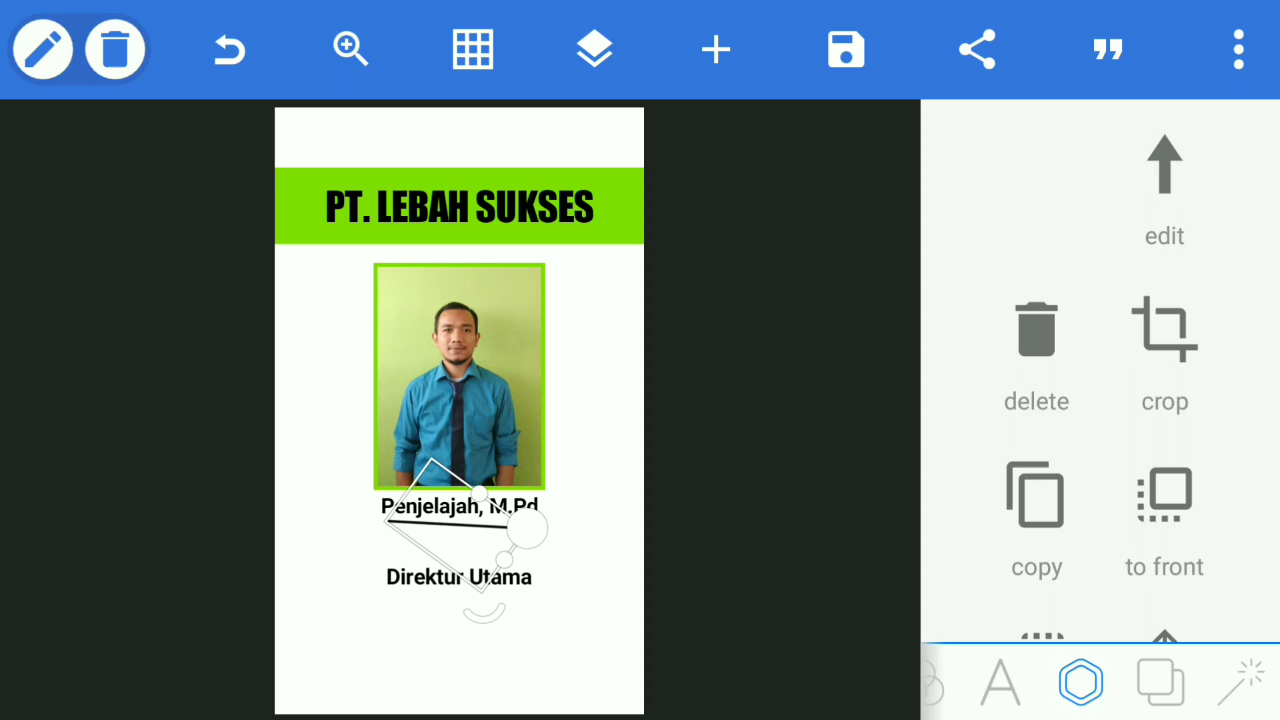 PT. LEBAH SUKSES
edit
delete
crop
Penjelajah, M.Pd
copy
to front
Direktur Utama